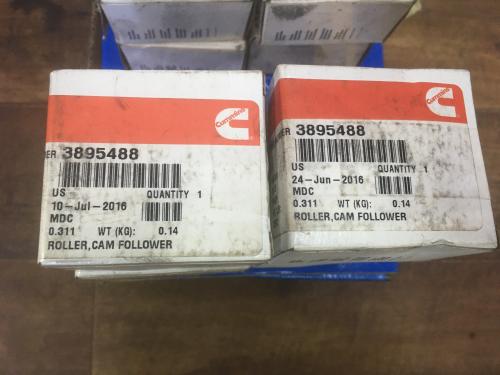 Cummins
ER 3895488
US QUANTITY 1
10-Jul-2016
MDC
0.311 WT (KG): 0.14
ROLLER,CAM FOLLOWER
Cummins
ER 3895488
US QUANTITY 1
24-Jun-2016
MDC
0.311 WT (KG): 0.14
ROLLER,CAM FOLLOWER